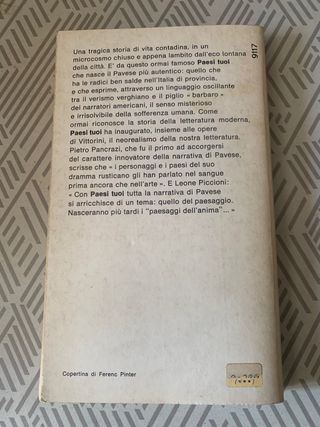 Una tragica storia di vita contadina, in un
microcosmo chiuso e appena lambito dall'eco lontana
della città. E' da questo ormai famoso Paesi tuoi
che nasce il Pavese più autentico: quello che
ha le radici ben salde nell'Italia di provincia,
e che esprime, attraverso un linguaggio oscillante
tra il verismo verghiano e il piglio « barbaro »
dei narratori americani, il senso misterioso
e irrisolvibile della sofferenza umana. Come
ormai riconosce la storia della letteratura moderna,
Paesi tuoi ha inaugurato, insieme alle opere
di Vittorini, il neorealismo della nostra letteratura.
Pietro Pancrazi, che fu il primo ad accorgersi
del carattere innovatore della narrativa di Pavese,
scrisse che « i personaggi e i paesi del suo
dramma rusticano gli han parlato nel sangue
prima ancora che nell'arte ». E Leone Piccioni:
« Con Paesi tuoi tutta la narrativa di Pavese
si arricchisce di un tema: quello del paesaggio.
Nasceranno più tardi i "paesaggi dell'anima"... »
9117
Copertina di Ferenc Pinter
(***)